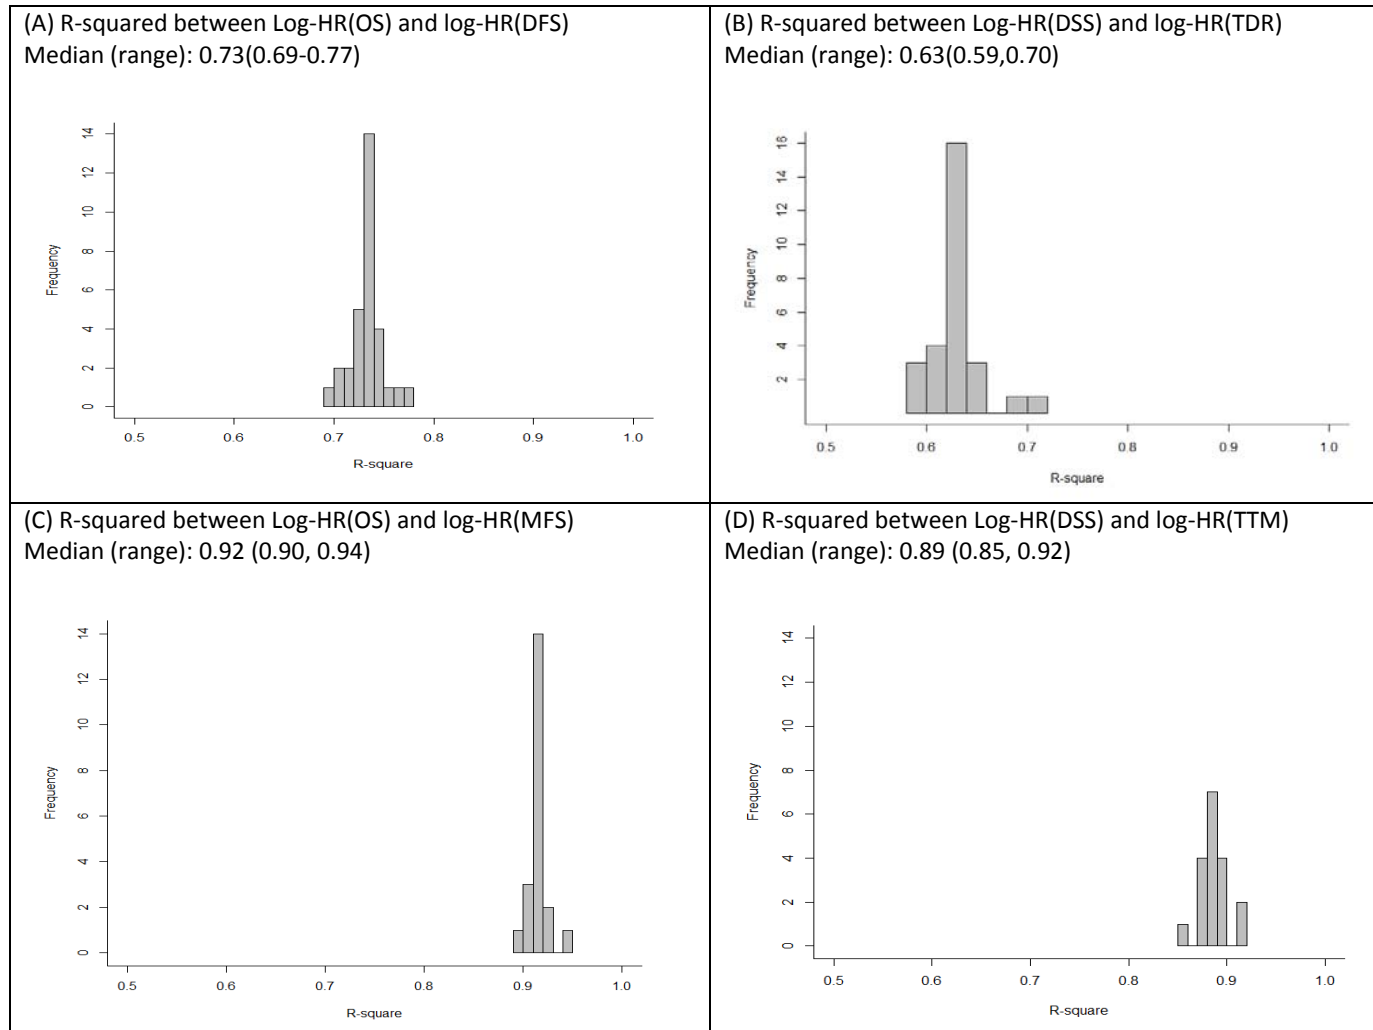 (A) R-squared between Log-HR(OS) and log-HR(DFS)
Median (range): 0.73(0.69-0.77)
14
12
10
8
6
4
2
0
Frequency
0.5 0.6 0.7 0.8 0.9 1.0
R-square
(B) R-squared between Log-HR(DSS) and log-HR(TDR)
Median (range): 0.63(0.59,0.70)
16
14
12
10
8
6
4
2
Frequency
0.5 0.6 0.7 0.8 0.9 1.0
R-square
(C) R-squared between Log-HR(OS) and log-HR(MFS)
Median (range): 0.92 (0.90, 0.94)
14
12
10
8
6
4
2
0
Frequency
0.5 0.6 0.7 0.8 0.9 1.0
R-square
(D) R-squared between Log-HR(DSS) and log-HR(TTM)
Median (range): 0.89 (0.85, 0.92)
14
12
10
8
6
4
2
0
Frequency
0.5 0.6 0.7 0.8 0.9 1.0
R-square